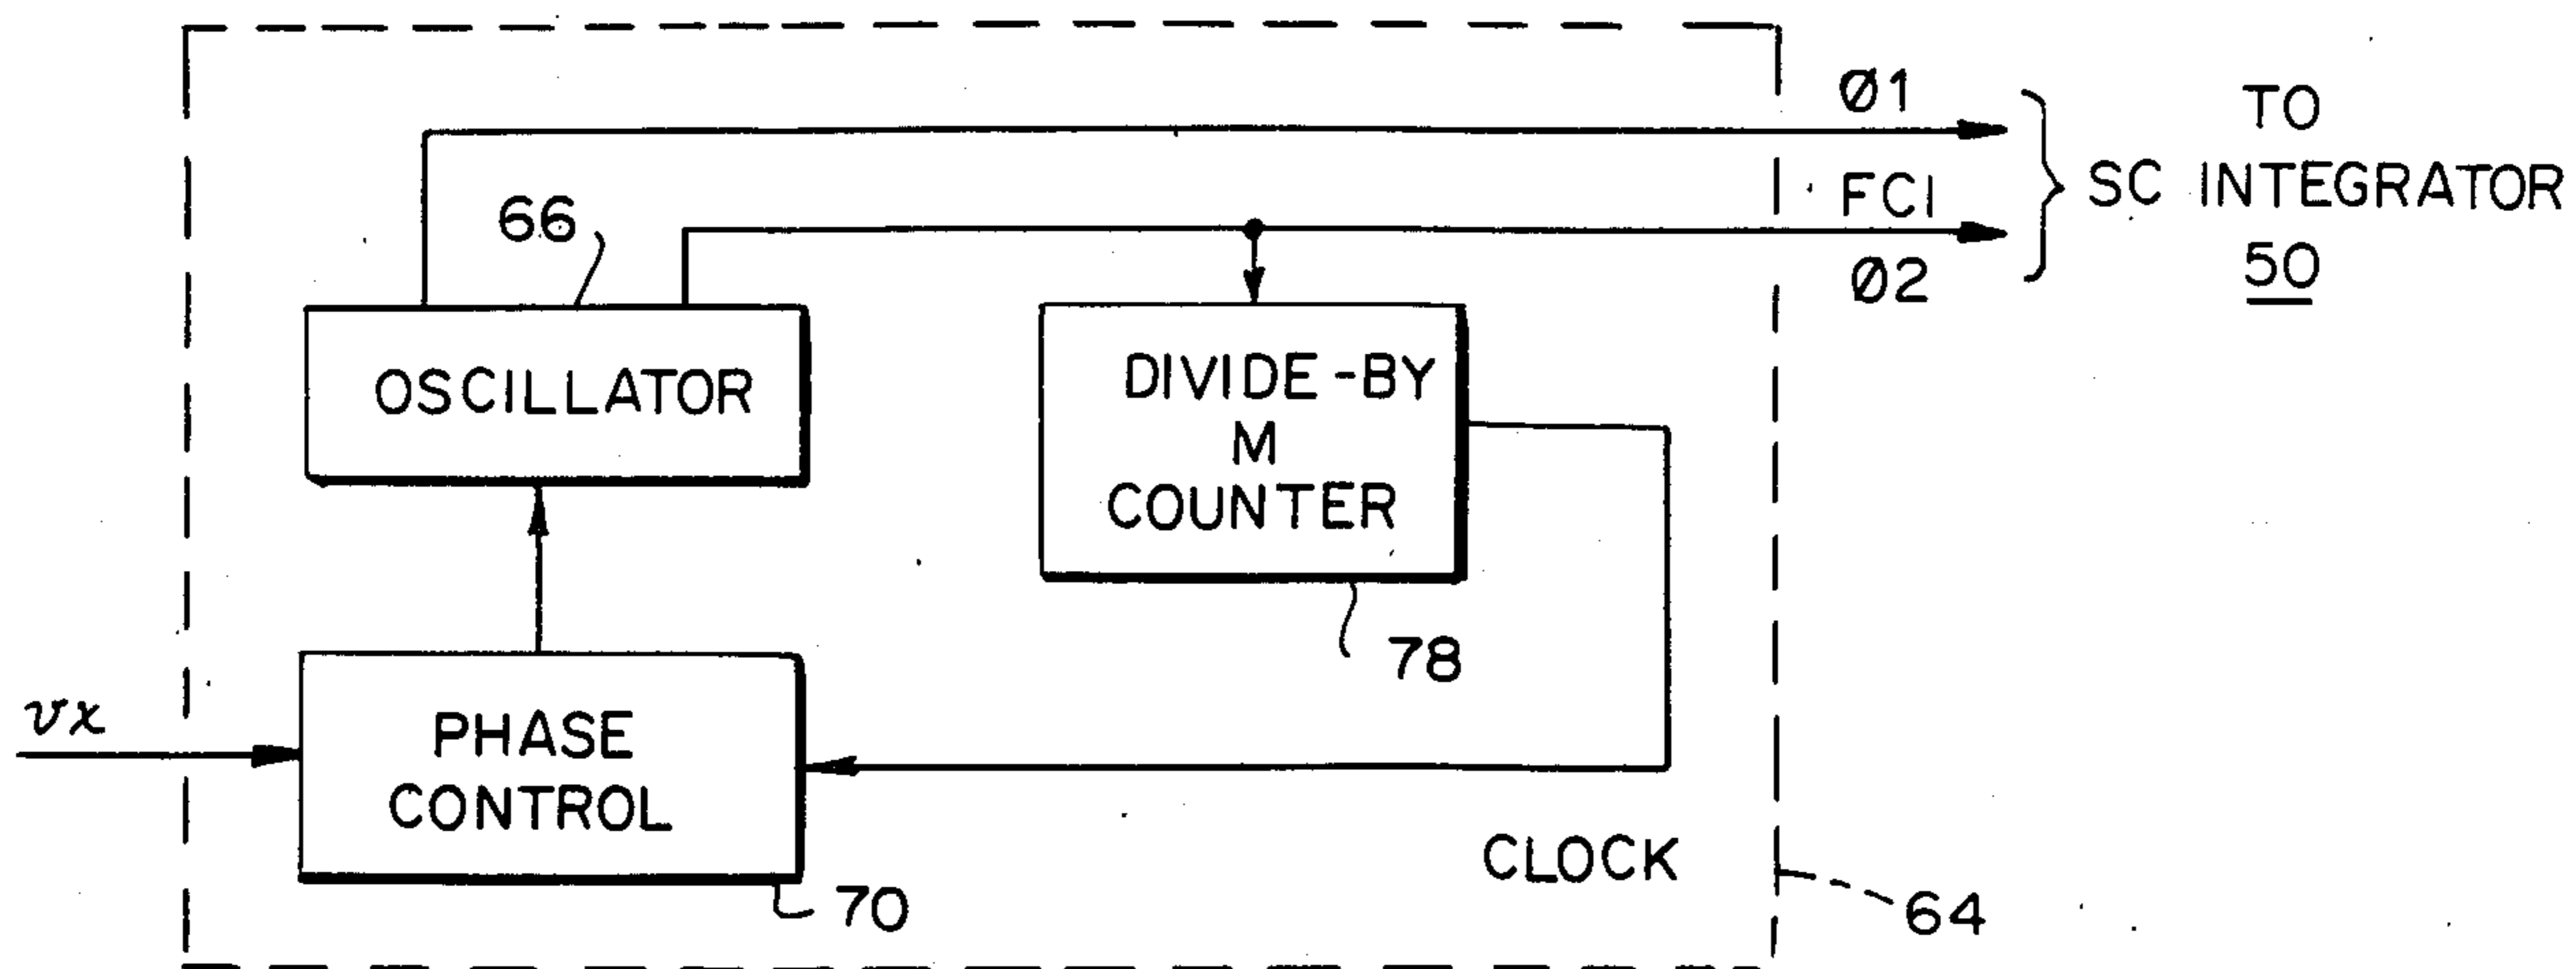 Ø1
FCI
Ø2
TO
SC INTEGRATOR
50
66
OSCILLATOR
DIVIDE-BY
M
COUNTER
78
vx
PHASE
CONTROL
70
CLOCK
64